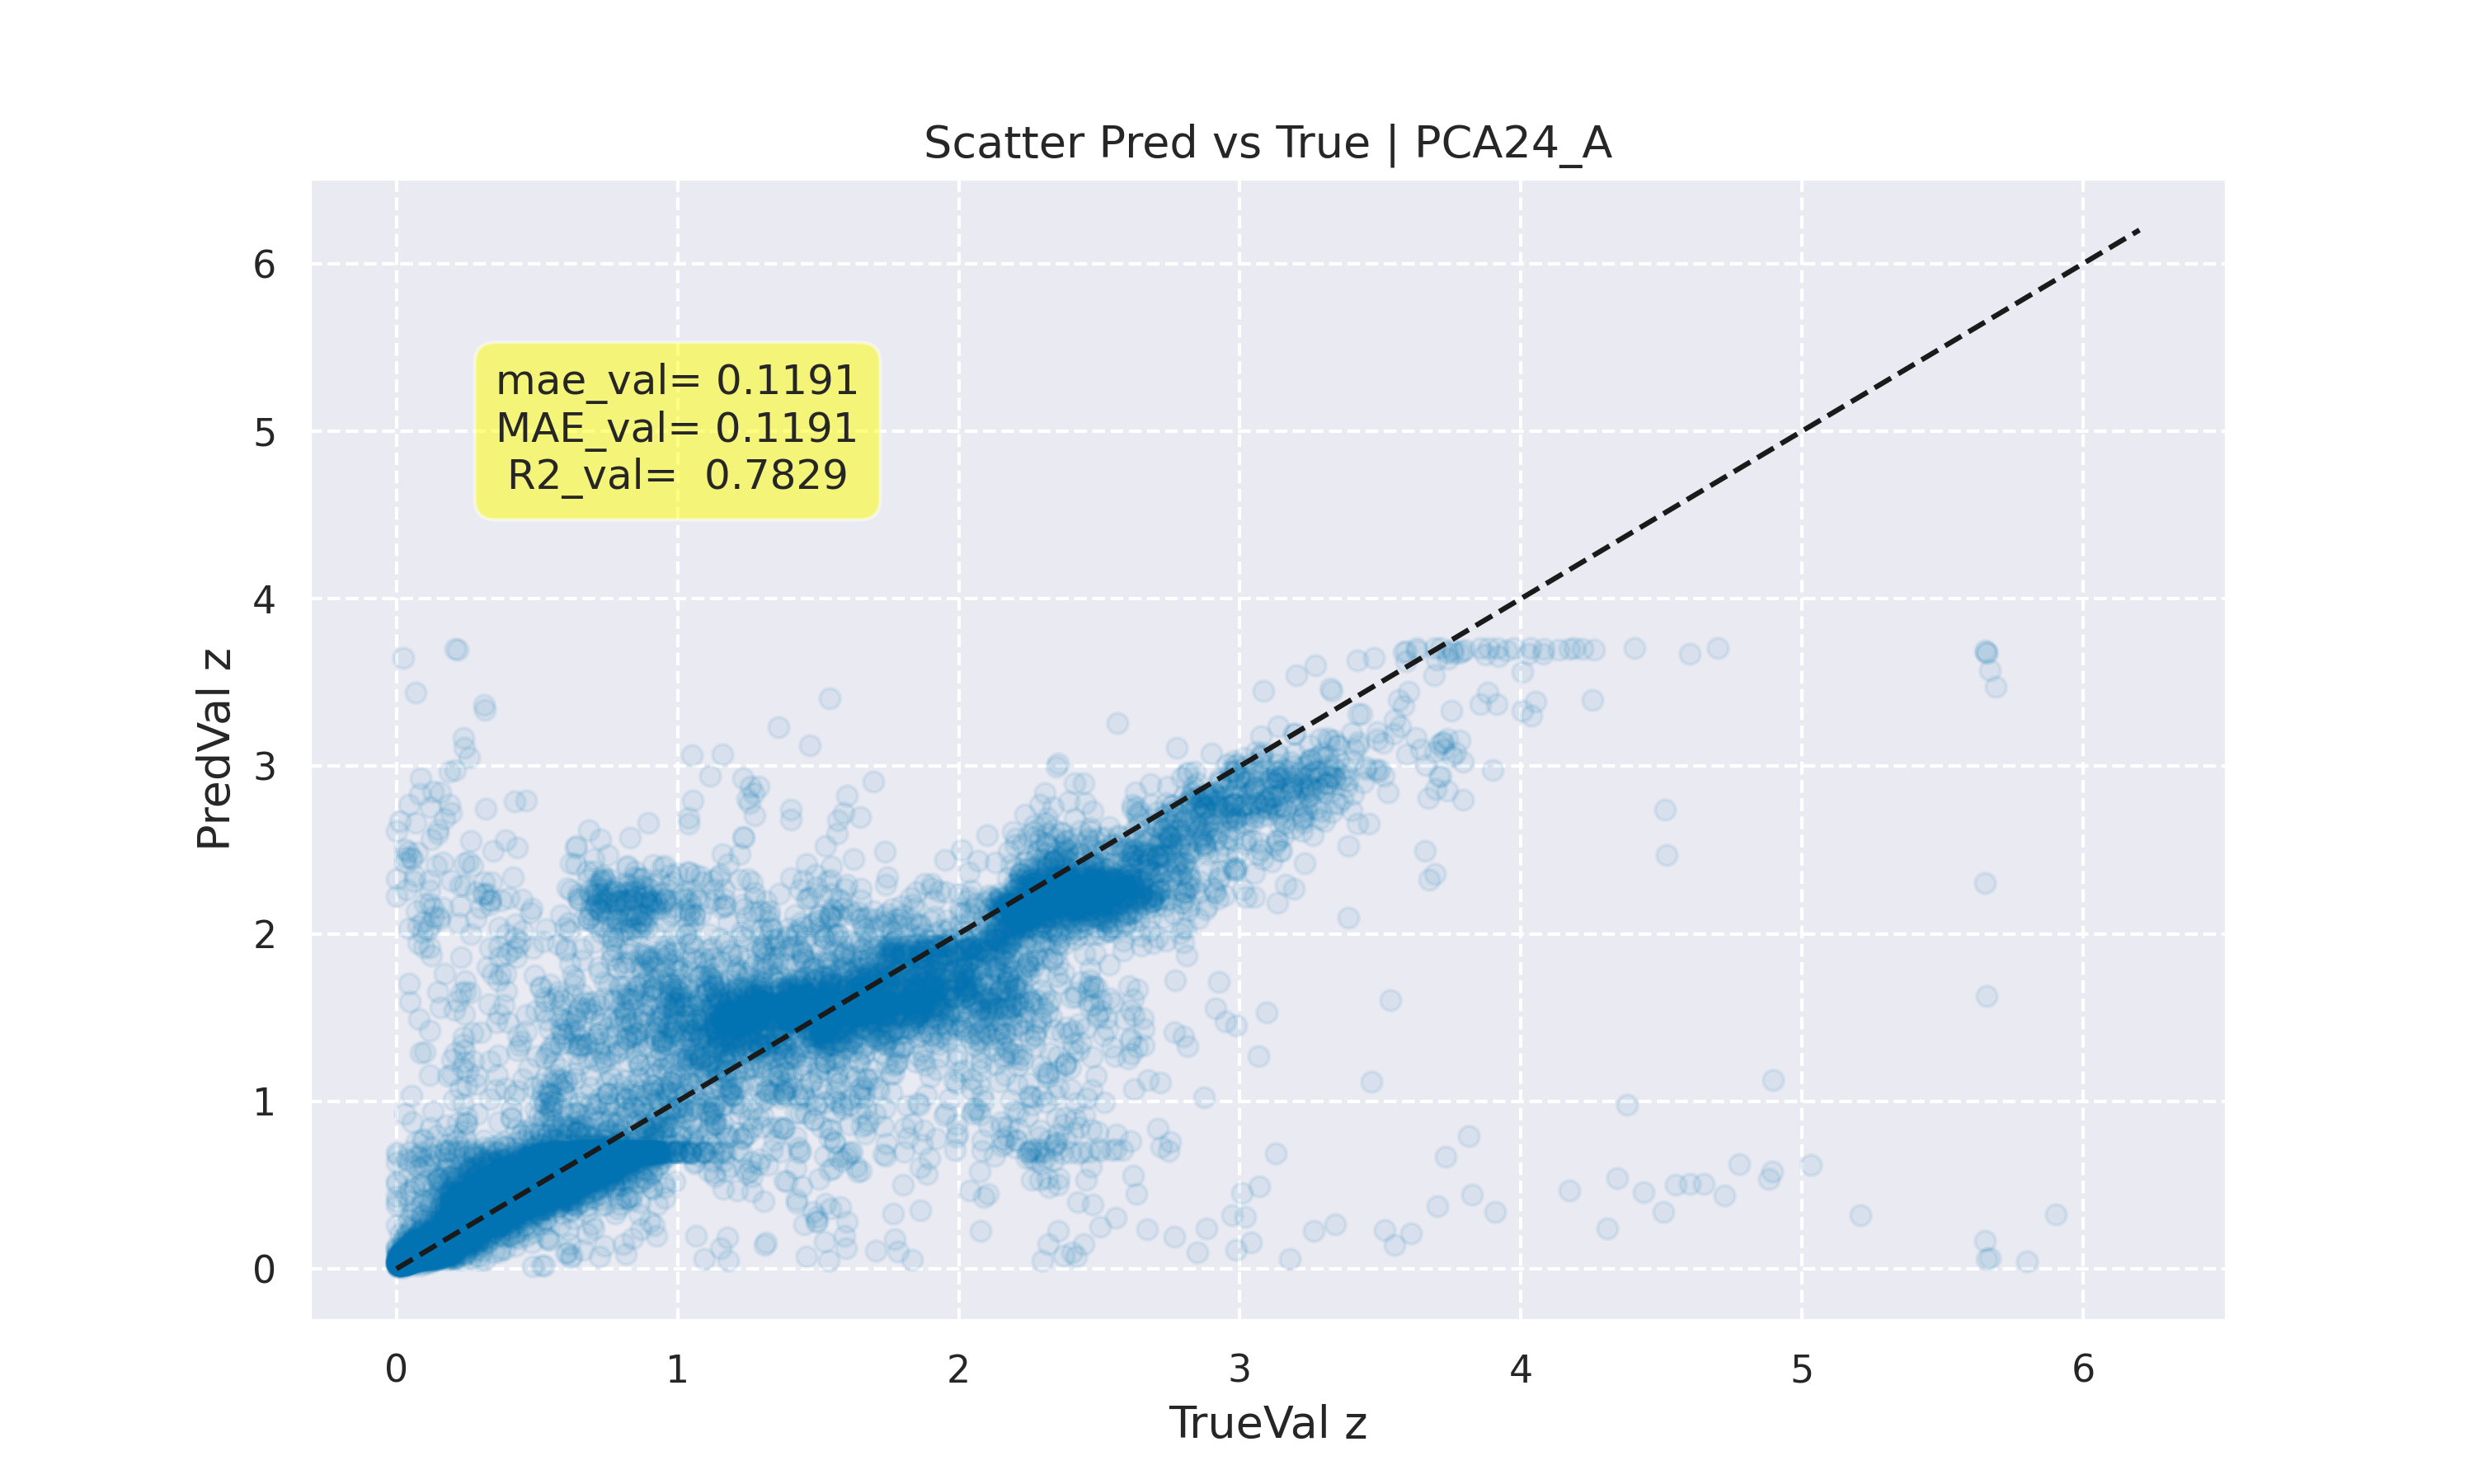 Scatter Pred vs True | PCA24_A
mae_val= 0.1191
MAE_val= 0.1191
R2_val=  0.7829
PredVal z
6
5
4
3
2
1
0
0 1 2 3 4 5 6
TrueVal z